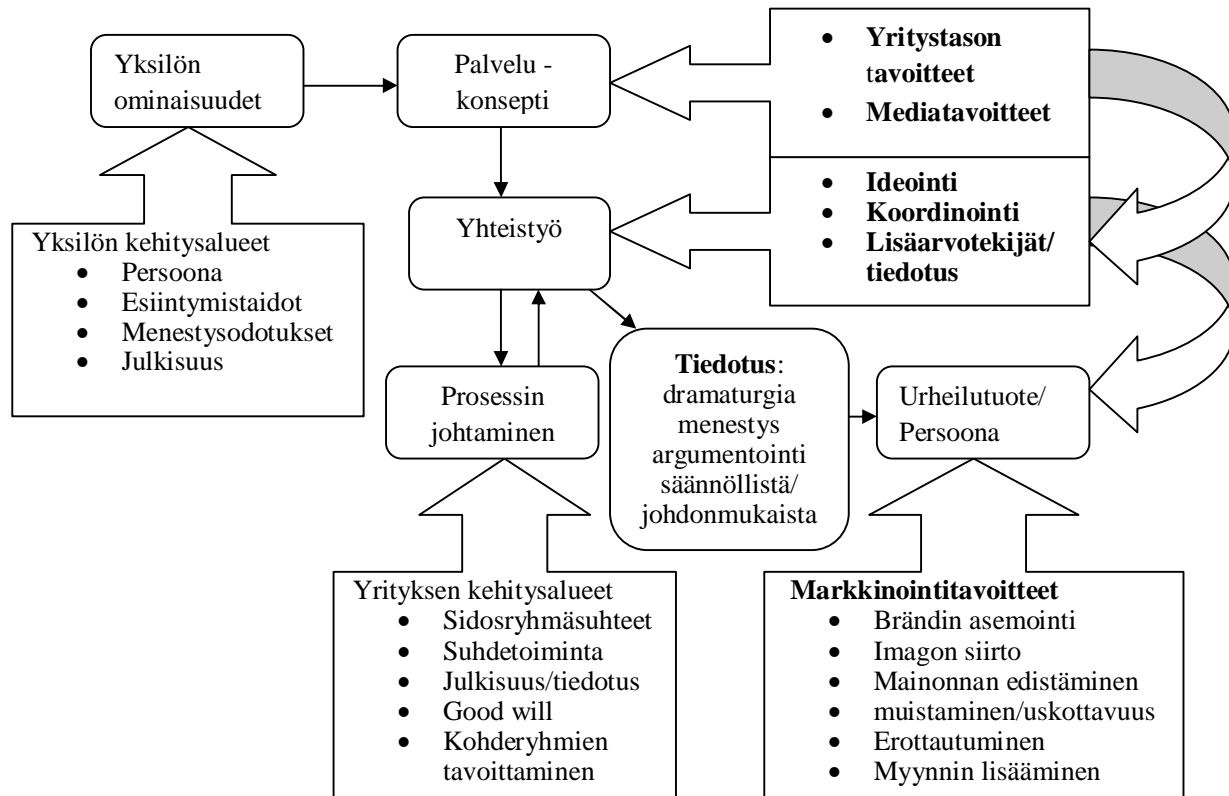 Yksilön
ominaisuudet
Palvelu -
konsepti
• Yritystason
tavoitteet
• Mediatavoitteet
Yhteistyö
• Ideointi
• Koordinointi
• Lisäarvotekijät/
tiedotus
Yksilön kehitysalueet
• Persoona
• Esiintymistaidot
• Menestysodotukset
• Julkisuus
Prosessin
johtaminen
Tiedotus:
dramaturgia
menestys
argumentointi
säännöllistä/
johdonmukaista
Urheilutuote/
Persoona
Yrityksen kehitysalueet
• Sidosryhmäsuhteet
• Suhdetoiminta
• Julkisuus/tiedotus
• Good will
• Kohderyhmien
tavoittaminen
Markkinointitavoitteet
• Brändin asemointi
• Imagon siirto
• Mainonnan edistäminen
• muistaminen/uskottavuus
• Erottautuminen
• Myynnin lisääminen